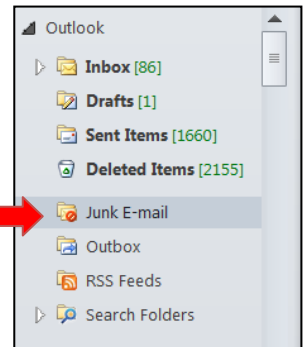 Outlook
Inbox [86]
Drafts [1]
Sent Items [1660]
Deleted Items [2155]
Junk E-mail
Outbox
RSS Feeds
Search Folders